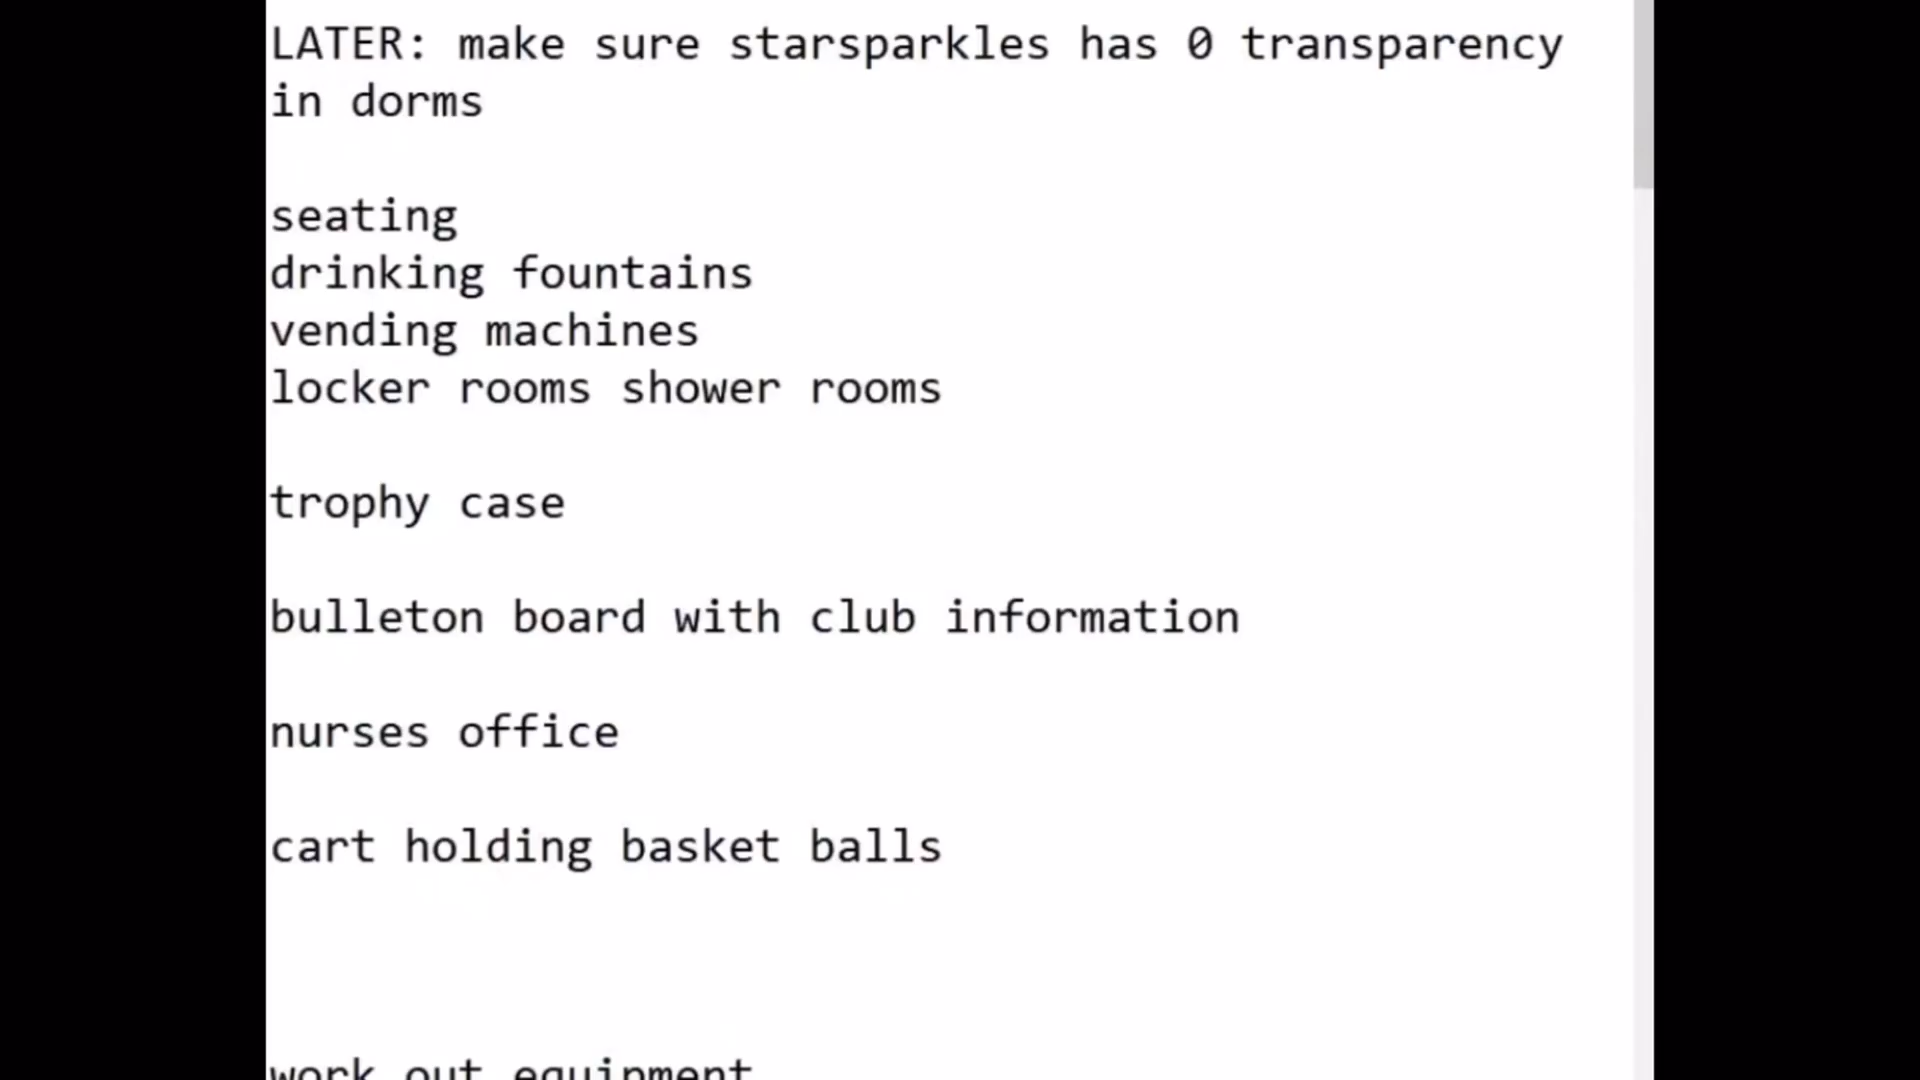 LATER: make sure starsparkles has 0 transparency
in dorms
seating
drinking fountains
vending machines
locker rooms shower rooms
trophy case
bulleton board with club information
nurses office
cart holding basket balls
work out equipment